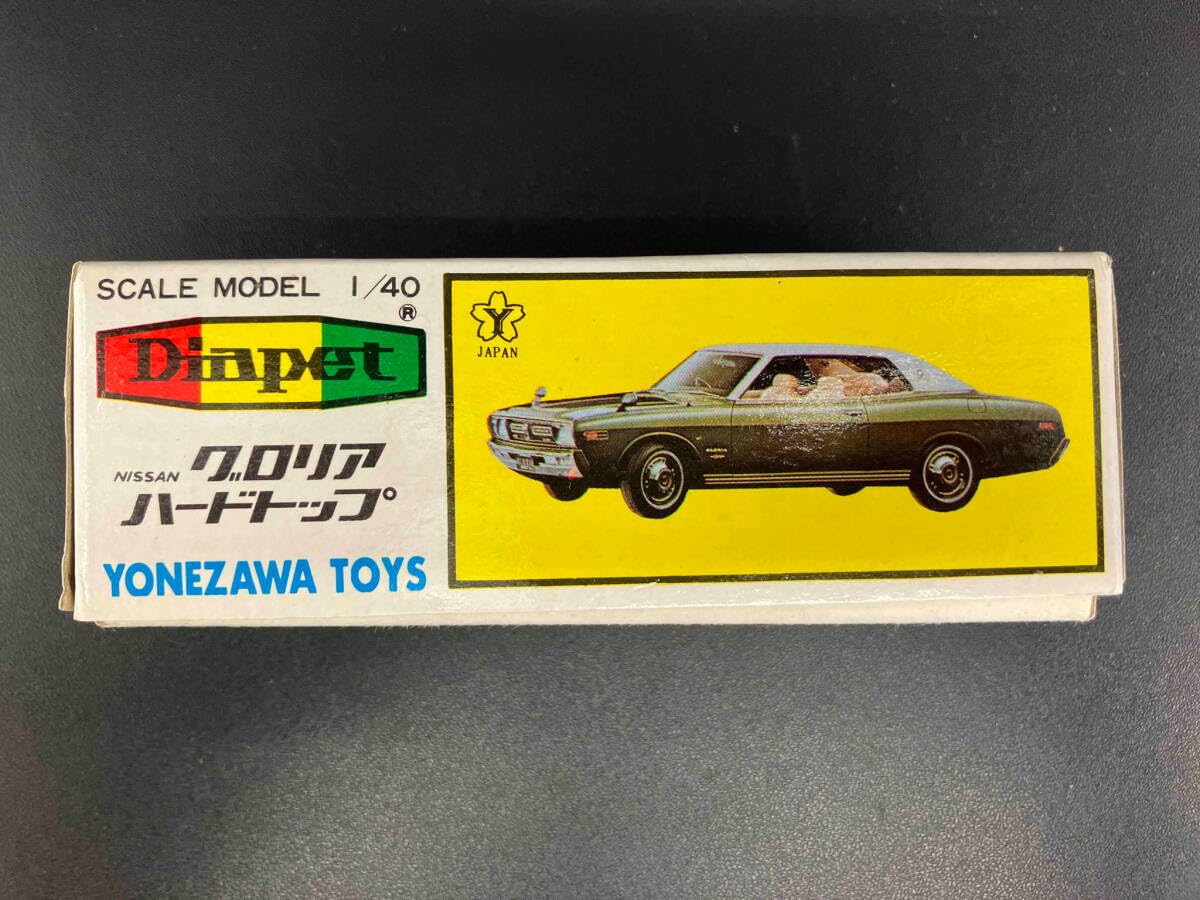 SCALE MODEL 1/40
®
Diapet
NISSAN グロリア
ハードトップ
YONEZAWA TOYS
Y
JAPAN
GLORIA